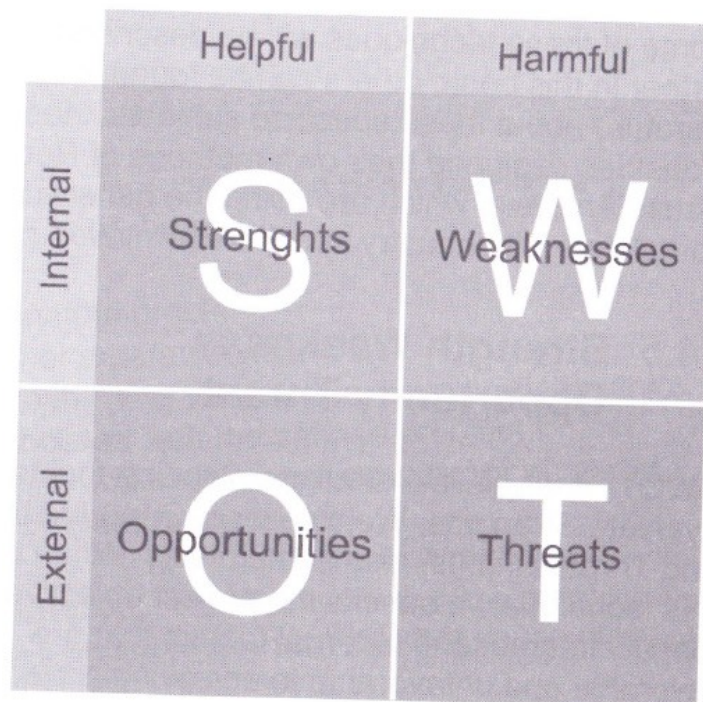 Helpful
Harmful
Internal
S
Strenghts
W
Weaknesses
External
O
Opportunities
T
Threats